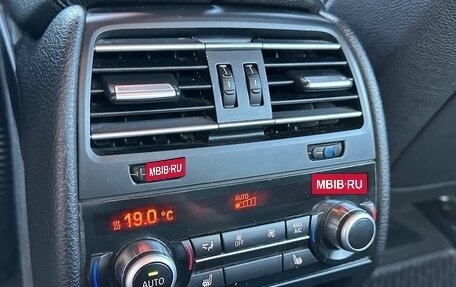 MBIB·RU
MBIB·RU
19.0 °C
AUTO
OFF
MAX
A/C
AUTO